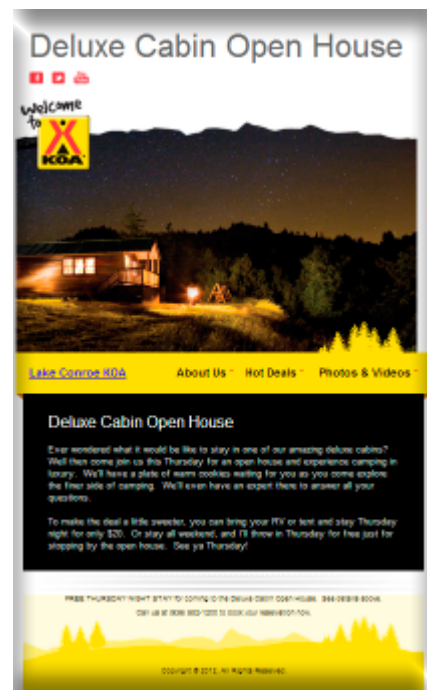 Deluxe Cabin Open House
welcome
to
KOA
Lake Conroe KOA About Us Hot Deals Photos & Videos
Deluxe Cabin Open House
Ever wondered what it would be like to stay in one of our amazing deluxe cabins?
Well then come join us this Thursday for an open house and experience camping in
luxury. We'll have a plate of warm cookies waiting for you as you come explore
the finer side of camping. We'll even have an expert there to answer all your
questions.
To make the deal a little sweeter, you can bring your RV or tent and stay Thursday
night for only $20. Or stay all weekend, and I'll throw in Thursday for free just for
stopping by the open house. See ya Thursday!
FREE THURSDAY NIGHT STAY for coming to the Deluxe Cabin Open House. See details above.
Call us at to book your reservation now.
Copyright © 2012, All Rights Reserved.